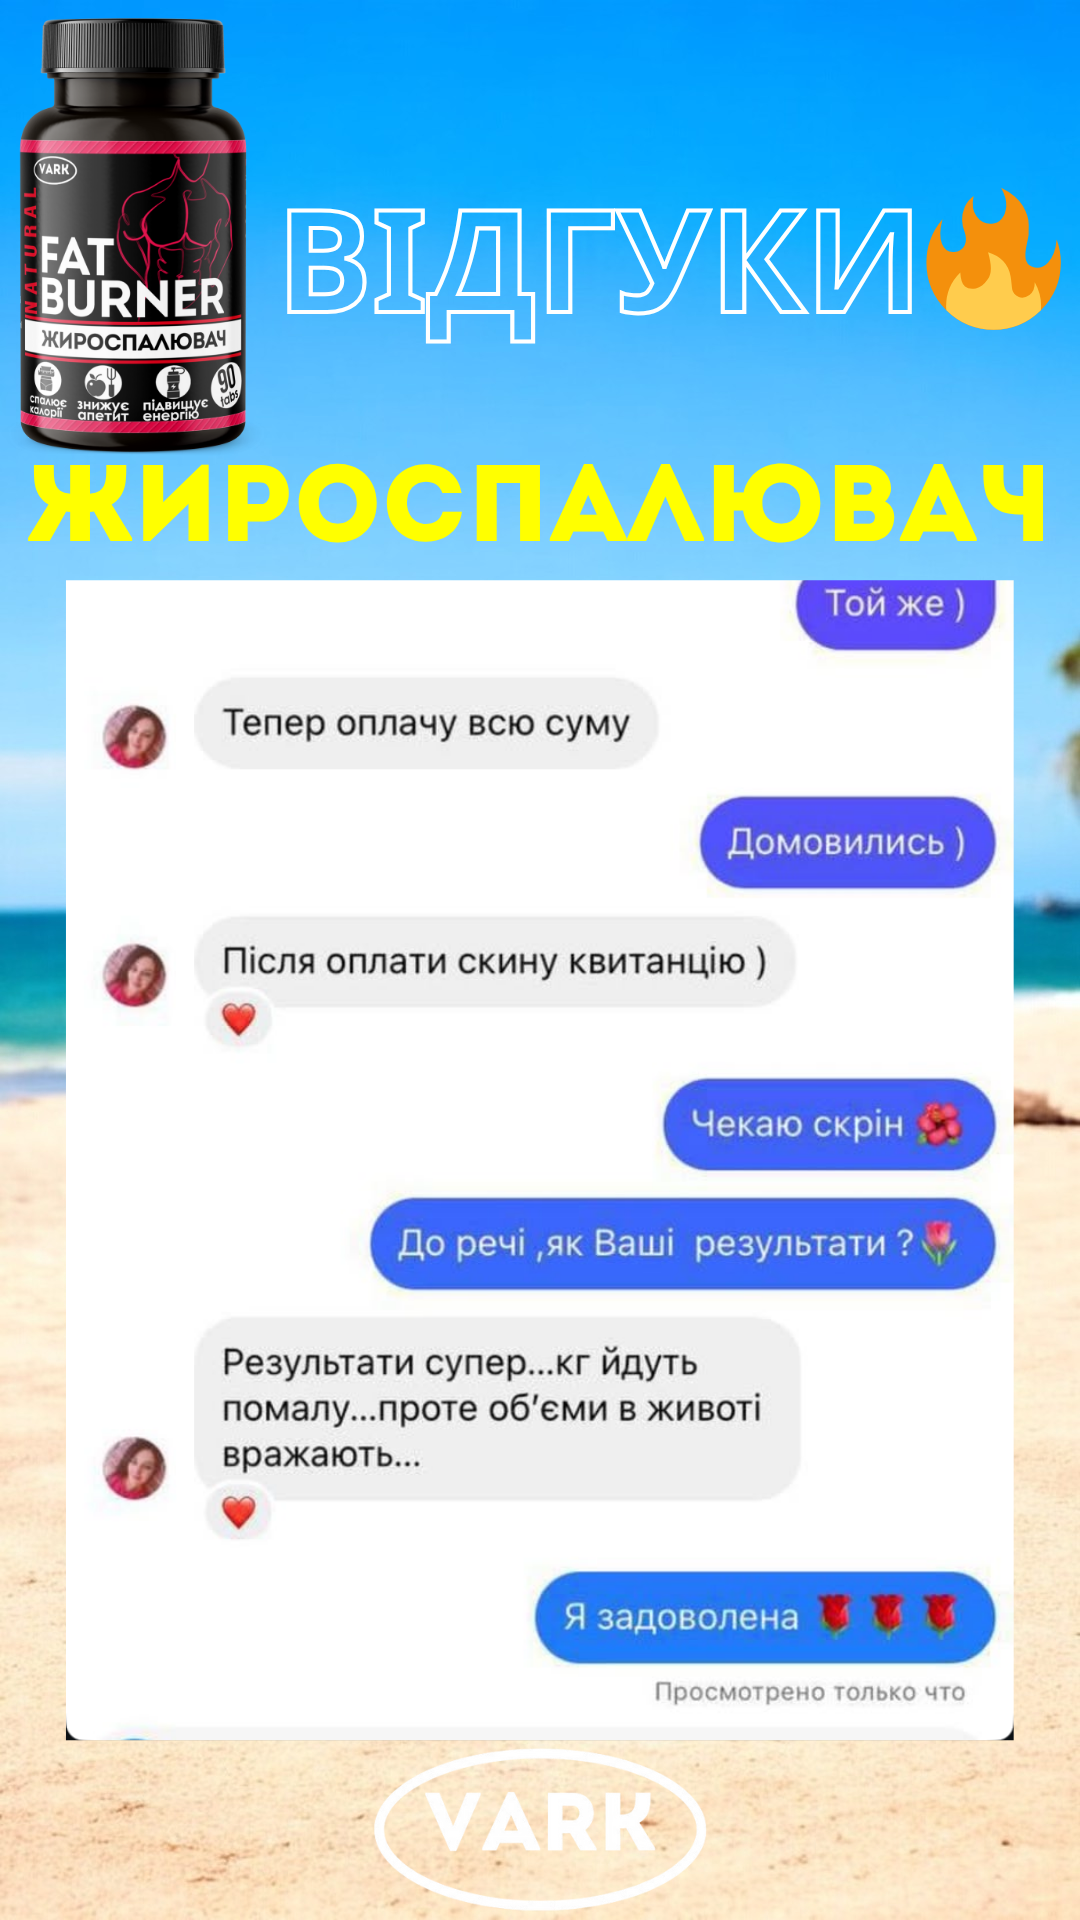 VARK
NATURAL
FAT
BURNER
ЖИРОСПАЛЮВАЧ
спалює
калорії
знижує
апетит
підвищує
енергію
90
tabs
ВІДГУКИ
ЖИРОСПАЛЮВАЧ
Той же )
Тепер оплачу всю суму
Домовились )
Після оплати скину квитанцію )
Чекаю скрін
До речі ,як Ваші результати ?
Результати супер...кг йдуть
помалу...проте об'єми в животі
вражають...
Я задоволена
Просмотрено только что
VARK